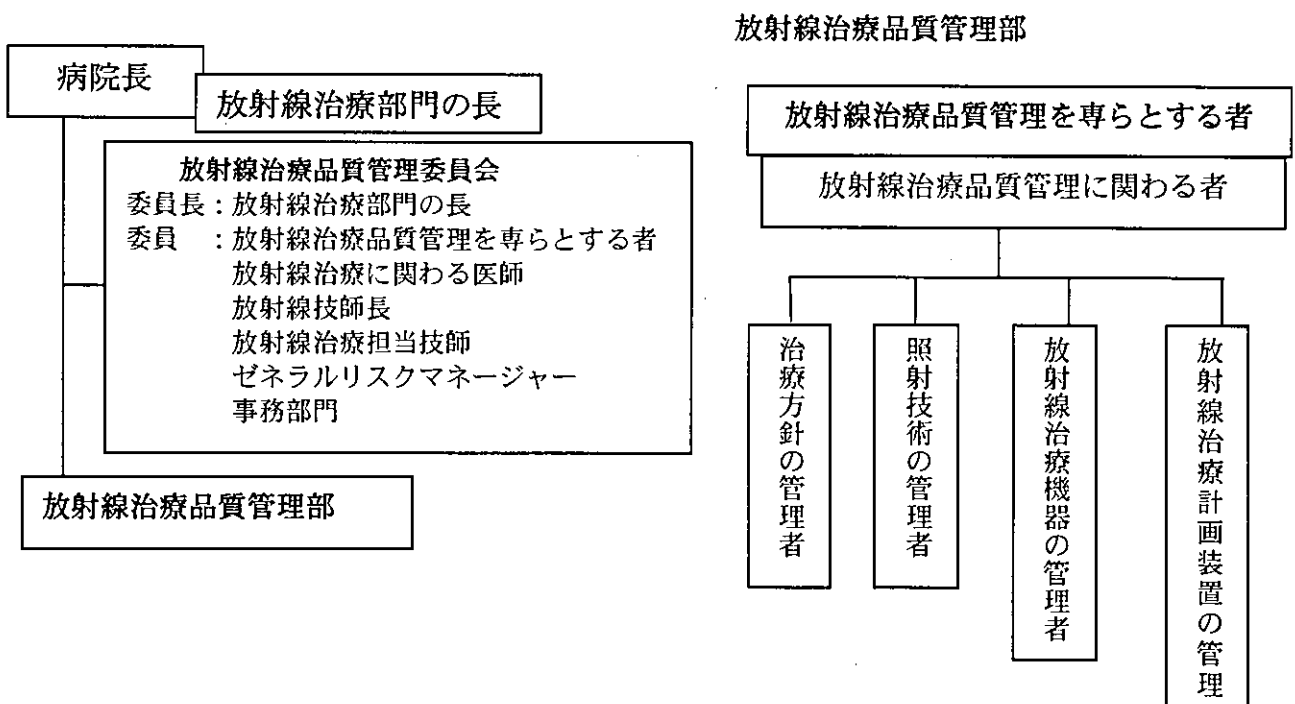 病院長
放射線治療部門の長
放射線治療品質管理委員会
委員長：放射線治療部門の長
委員　：放射線治療品質管理を専らとする者
放射線治療に関わる医師
放射線技師長
放射線治療担当技師
ゼネラルリスクマネージャー
事務部門
放射線治療品質管理部
放射線治療品質管理部
放射線治療品質管理を専らとする者
放射線治療品質管理に関わる者
治療方針の管理者
照射技術の管理者
放射線治療機器の管理者
放射線治療計画装置の管理